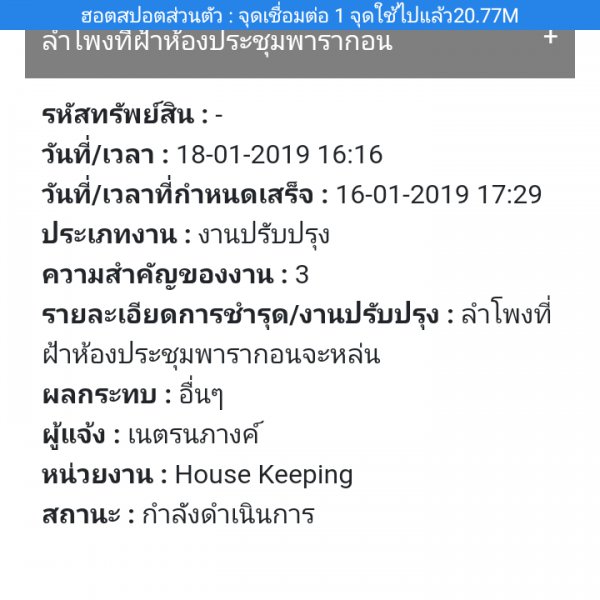 ฮอตสปอตส่วนตัว : จุดเชื่อมต่อ 1 จุดใช้ไปแล้ว20.77M
ลำโพงที่ฝ้าห้องประชุมพารากอน +
รหัสทรัพย์สิน : -
วันที่/เวลา : 18-01-2019 16:16
วันที่/เวลาที่กำหนดเสร็จ : 16-01-2019 17:29
ประเภทงาน : งานปรับปรุง
ความสำคัญของงาน : 3
รายละเอียดการชำรุด/งานปรับปรุง : ลำโพงที่
ฝ้าห้องประชุมพารากอนจะหล่น
ผลกระทบ : อื่นๆ
ผู้แจ้ง : เนตรนภางค์
หน่วยงาน : House Keeping
สถานะ : กำลังดำเนินการ